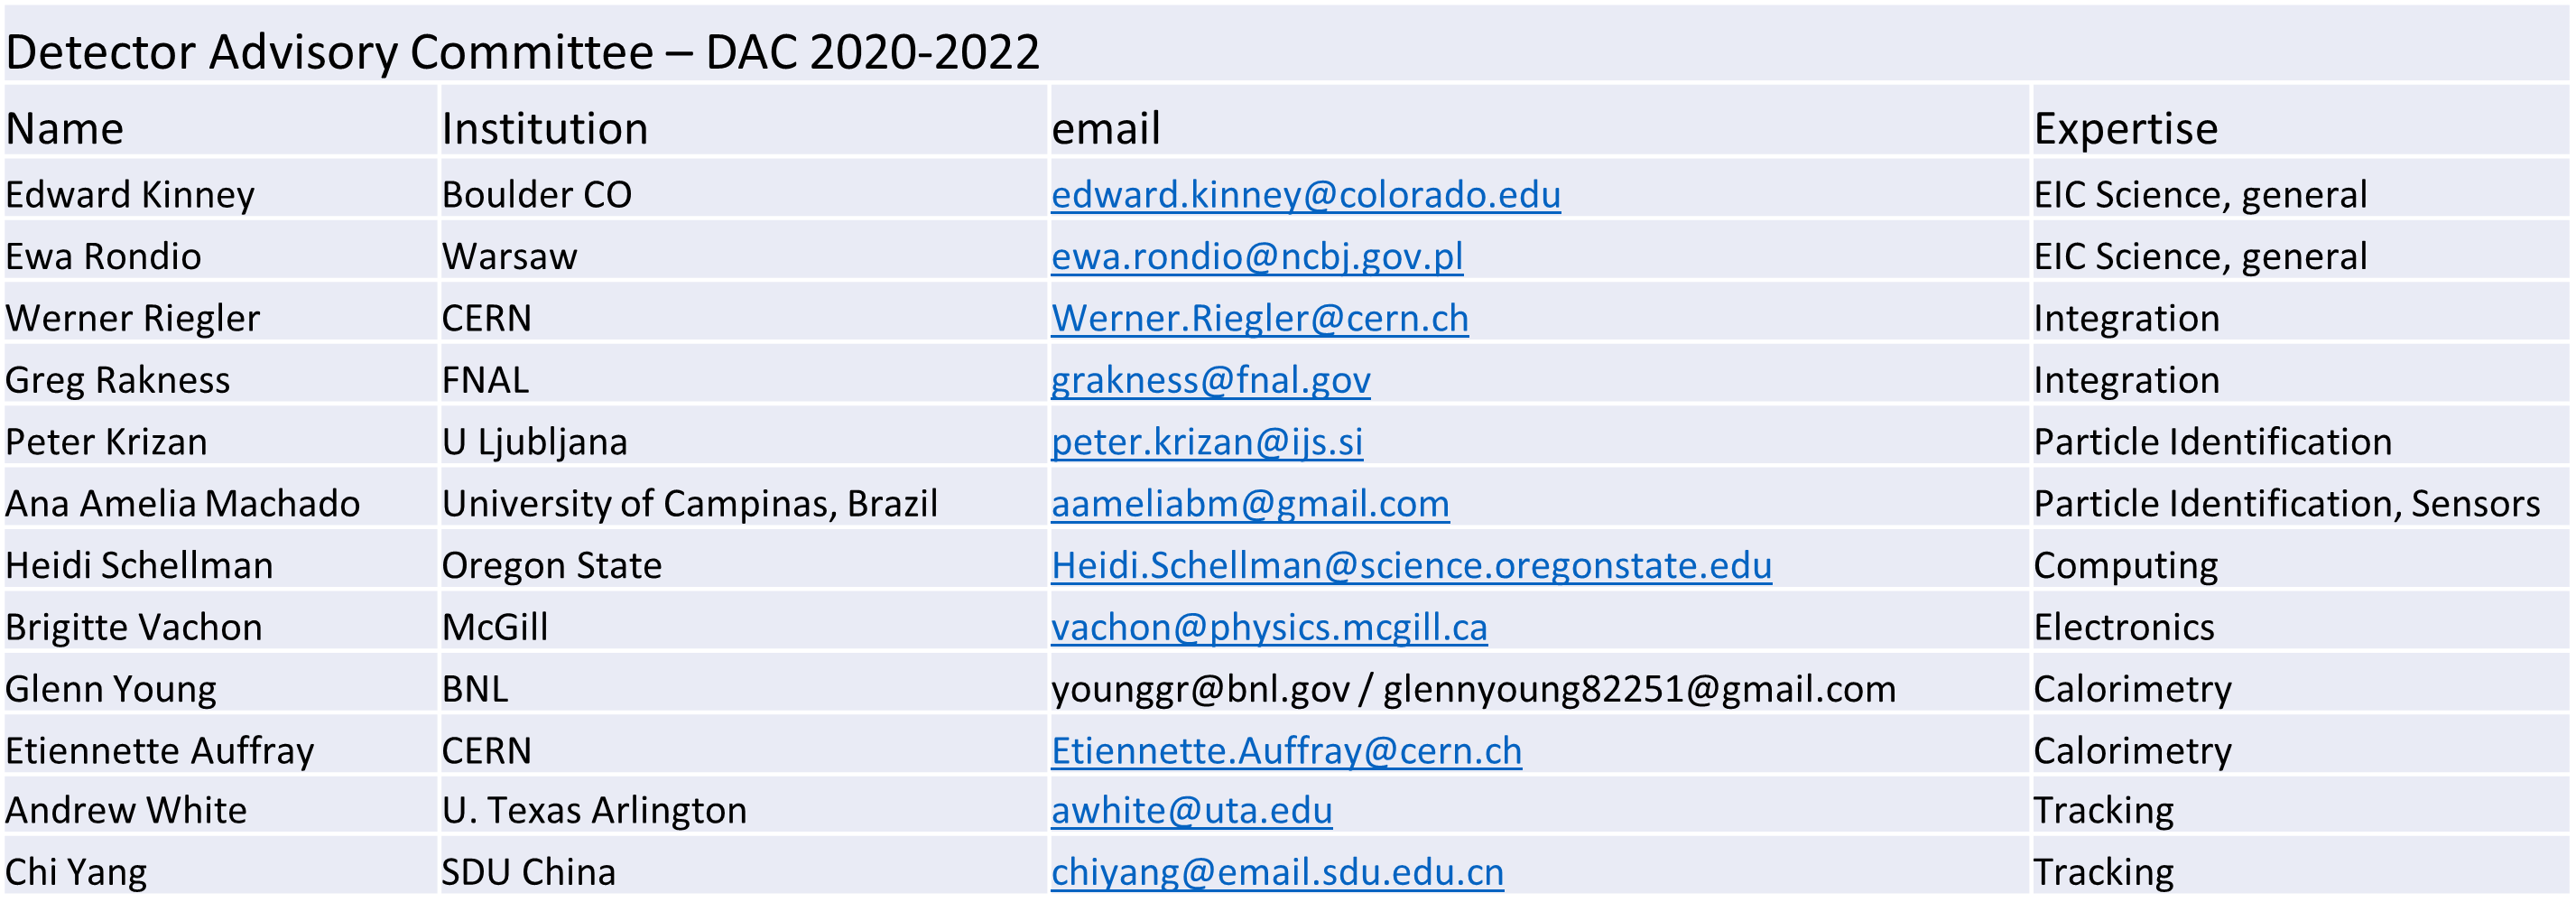 Detector Advisory Committee – DAC 2020-2022
Name Institution email Expertise
Edward Kinney Boulder CO edward.kinney@colorado.edu EIC Science, general
Ewa Rondio Warsaw ewa.rondio@ncbj.gov.pl EIC Science, general
Werner Riegler CERN Werner.Riegler@cern.ch Integration
Greg Rakness FNAL grakness@fnal.gov Integration
Peter Krizan U Ljubljana peter.krizan@ijs.si Particle Identification
Ana Amelia Machado University of Campinas, Brazil aameliabm@gmail.com Particle Identification, Sensors
Heidi Schellman Oregon State Heidi.Schellman@science.oregonstate.edu Computing
Brigitte Vachon McGill vachon@physics.mcgill.ca Electronics
Glenn Young BNL younggr@bnl.gov / glennyoung82251@gmail.com Calorimetry
Etiennette Auffray CERN Etiennette.Auffray@cern.ch Calorimetry
Andrew White U. Texas Arlington awhite@uta.edu Tracking
Chi Yang SDU China chiyang@email.sdu.edu.cn Tracking